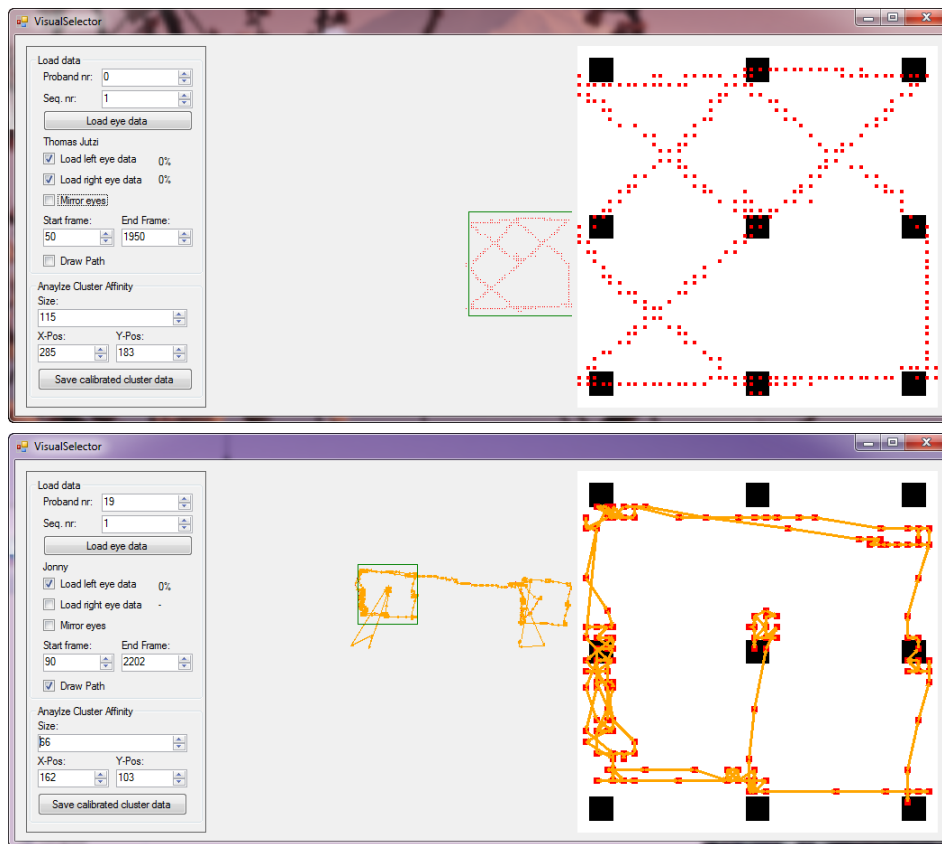 VisualSelector
Load data
Proband nr: 0
Seq. nr: 1
Load eye data
Thomas Jutzi
Load left eye data 0%
Load right eye data 0%
Mirror eyes
Start frame: End Frame:
50 1950
Draw Path
Anaylze Cluster Affinity
Size:
115
X-Pos: Y-Pos:
285 183
Save calibrated cluster data
VisualSelector
Load data
Proband nr: 19
Seq. nr: 1
Load eye data
Jonny
Load left eye data 0%
Load right eye data -
Mirror eyes
Start frame: End Frame:
90 2202
Draw Path
Anaylze Cluster Affinity
Size:
66
X-Pos: Y-Pos:
162 103
Save calibrated cluster data